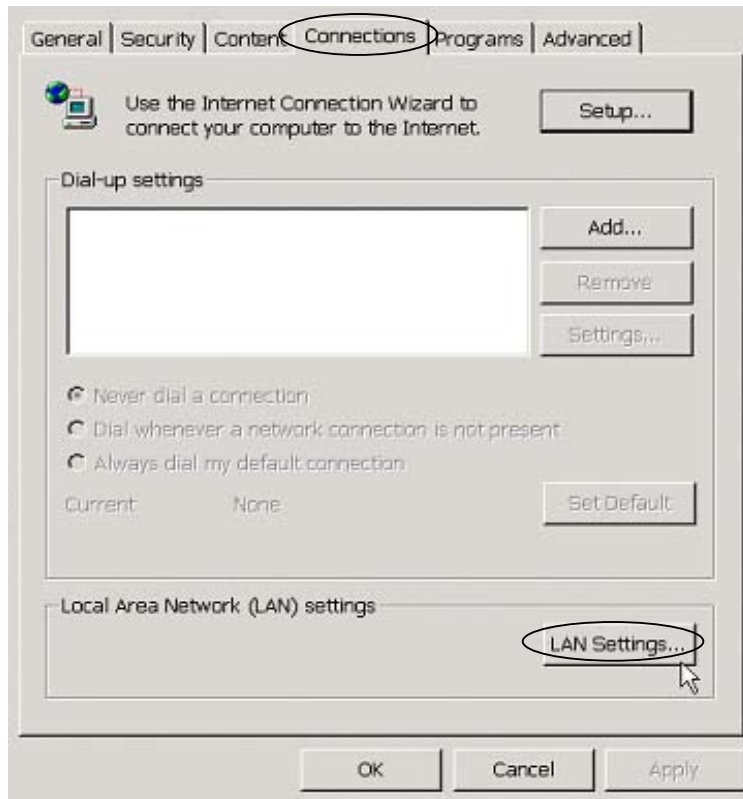 General Security Content Connections Programs Advanced
Use the Internet Connection Wizard to
connect your computer to the Internet.
Setup...
Dial-up settings
Add...
Remove
Settings...
Never dial a connection
Dial whenever a network connection is not present
Always dial my default connection
Current None
Set Default
Local Area Network (LAN) settings
LAN Settings...
OK Cancel Apply